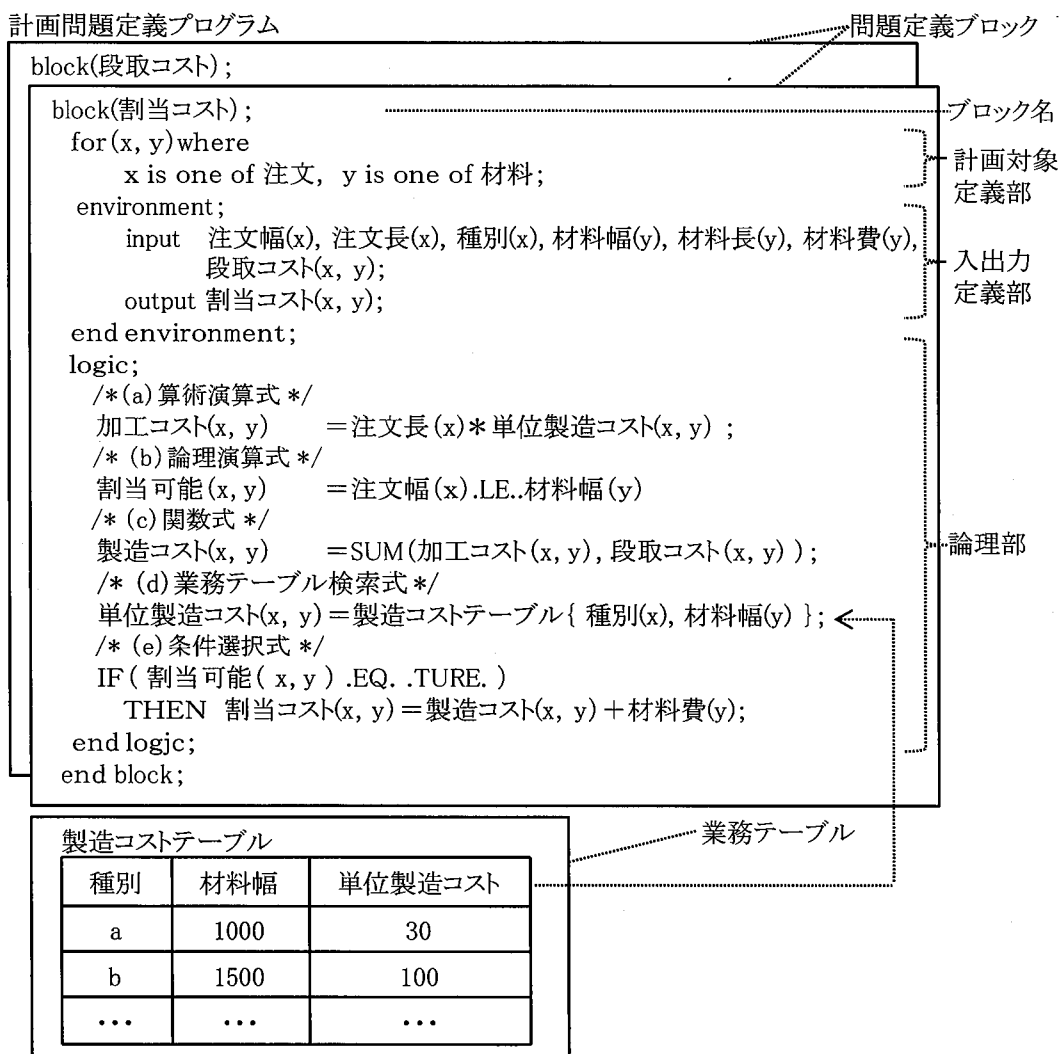 計画問題定義プログラム
問題定義ブロック
block(段取コスト);
block(割当コスト);
ブロック名
for(x, y)where
x is one of 注文, y is one of 材料;
計画対象
定義部
environment;
input 注文幅(x), 注文長(x), 種別(x), 材料幅(y), 材料長(y), 材料費(y),
段取コスト(x, y);
output 割当コスト(x, y);
入出力
定義部
end environment;
logic;
/*(a)算術演算式*/
加工コスト(x, y) =注文長(x)*単位製造コスト(x,y) ;
/* (b)論理演算式*/
割当可能(x,y) =注文幅(x).LE..材料幅(y)
/* (c)関数式*/
製造コスト(x, y) =SUM(加工コスト(x, y), 段取コスト(x, y) );
論理部
/* (d)業務テーブル検索式*/
単位製造コスト(x, y)=製造コストテーブル{ 種別(x), 材料幅(y) };
/* (e)条件選択式*/
IF( 割当可能( x, y ) .EQ. .TURE. )
THEN 割当コスト(x, y)=製造コスト(x, y)+材料費(y);
end logjc;
end block;
業務テーブル
製造コストテーブル
種別 材料幅 単位製造コスト
a 1000 30
b 1500 100
… … …